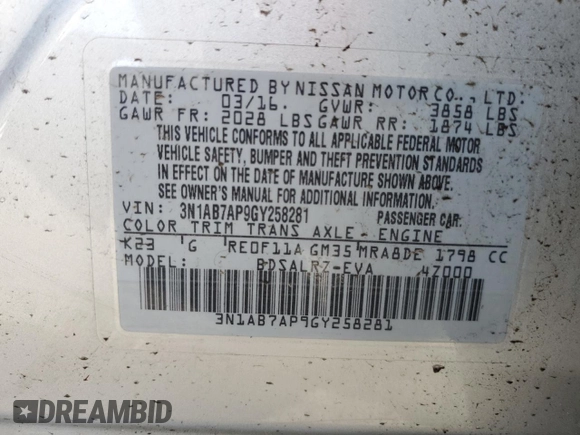 MANUFACTURED BY NISSAN MOTOR CO., LTD.
DATE: 03/16. GVWR: 3858 LBS
GAWR FR: 2028 LBS GAWR RR: 1874 LBS
THIS VEHICLE CONFORMS TO ALL APPLICABLE FEDERAL MOTOR
VEHICLE SAFETY, BUMPER AND THEFT PREVENTION STANDARDS
IN EFFECT ON THE DATE OF MANUFACTURE SHOWN ABOVE.
SEE OWNER'S MANUAL FOR ADDITIONAL INFORMATION.
VIN: 3N1AB7AP9GY258281 PASSENGER CAR.
COLOR TRIM TRANS AXLE- ENGINE
K23 G RE0F11A GM35 MRA8DE 1798 CC
MODEL: BDSALRZ-EVA 4Z000
3N1AB7AP9GY258281
DREAMBID